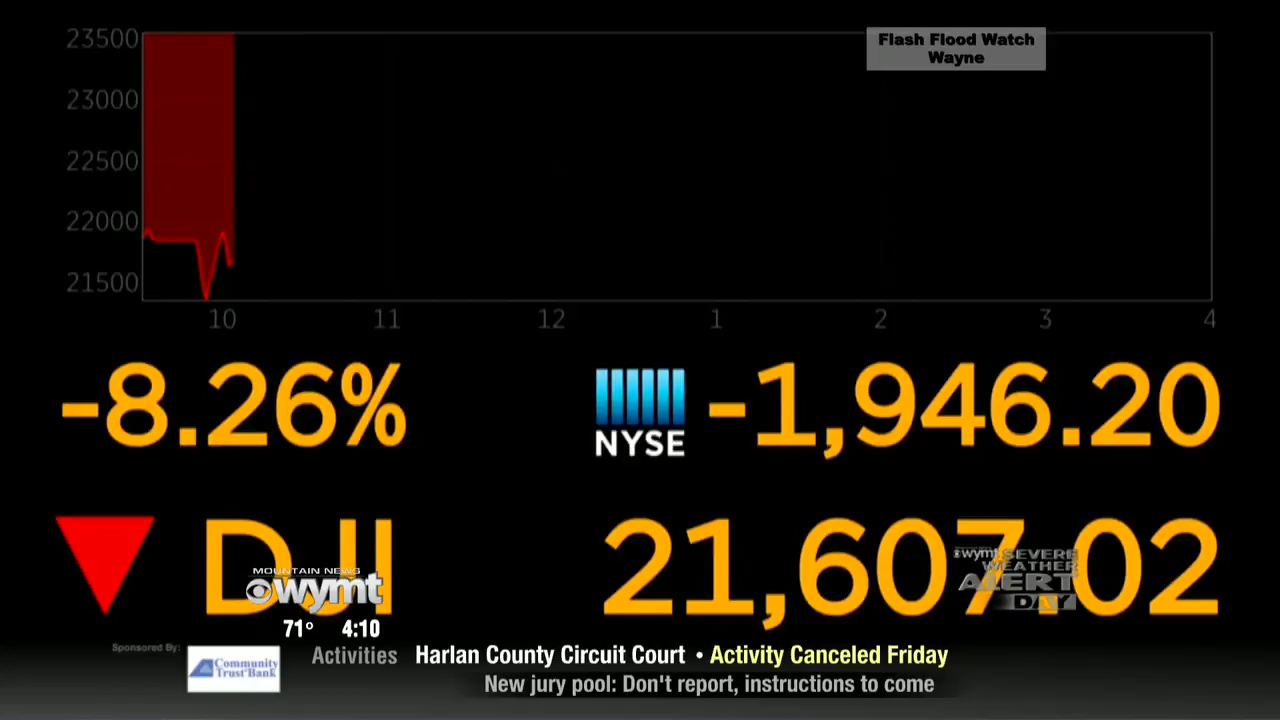 23500
23000
22500
22000
21500
Flash Flood Watch
Wayne
10 11 12 1 2 3 4
-8.26%
NYSE
-1,946.20
DJI
21,607.02
MOUNTAIN NEWS
wymt
71° 4:10
wymt SEVERE
WEATHER
ALERT
DAY
Sponsored By:
Community
Trust Bank
Activities
Harlan County Circuit Court • Activity Canceled Friday
New jury pool: Don't report, instructions to come